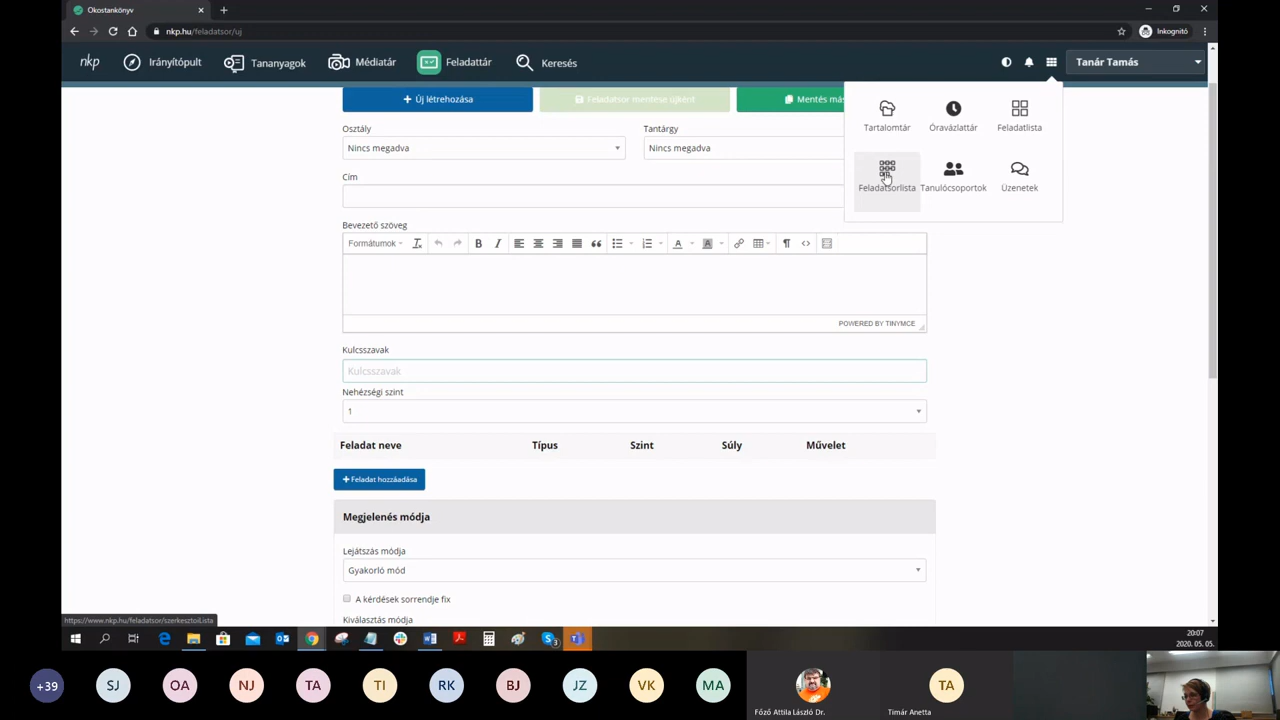 Okostankönyv
nkp.hu/feladatsor/uj
Inkognitó
nkp
Irányítópult
Tananyagok
Médiatár
Feladattár
Keresés
Tanár Tamás
Új létrehozása
Feladatsor mentése újként
Mentés más
Tartalomtár
Óravázlattár
Feladatlista
Feladatsorlista
Tanulócsoportok
Üzenetek
Osztály
Tantárgy
Nincs megadva
Nincs megadva
Cím
Bevezető szöveg
Formátumok
POWERED BY TINYMCE
Kulcsszavak
Kulcsszavak
Nehézségi szint
1
Feladat neve Típus Szint Súly Művelet
+ Feladat hozzáadása
Megjelenés módja
Lejátszás módja
Gyakorló mód
A kérdések sorrendje fix
Kiválasztás módja
https://www.nkp.hu/feladatsor/szerkesztoiLista
20:07
2020. 05. 05.
+39
SJ
OA
NJ
TA
TI
RK
BJ
JZ
VK
MA
Főző Attila László Dr.
TA
Timár Anetta